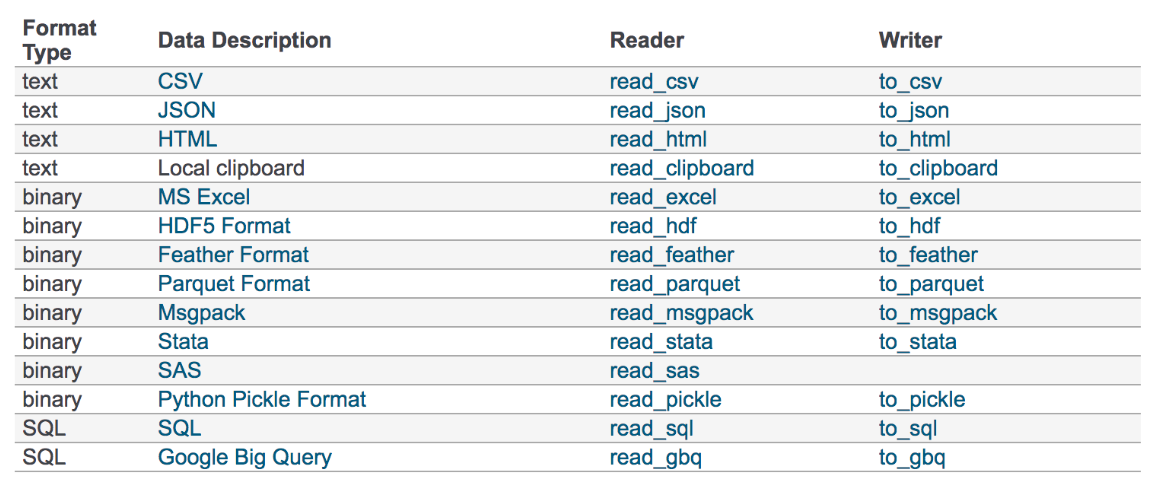 Format Type Data Description Reader Writer
text CSV read_csv to_csv
text JSON read_json to_json
text HTML read_html to_html
text Local clipboard read_clipboard to_clipboard
binary MS Excel read_excel to_excel
binary HDF5 Format read_hdf to_hdf
binary Feather Format read_feather to_feather
binary Parquet Format read_parquet to_parquet
binary Msgpack read_msgpack to_msgpack
binary Stata read_stata to_stata
binary SAS read_sas
binary Python Pickle Format read_pickle to_pickle
SQL SQL read_sql to_sql
SQL Google Big Query read_gbq to_gbq